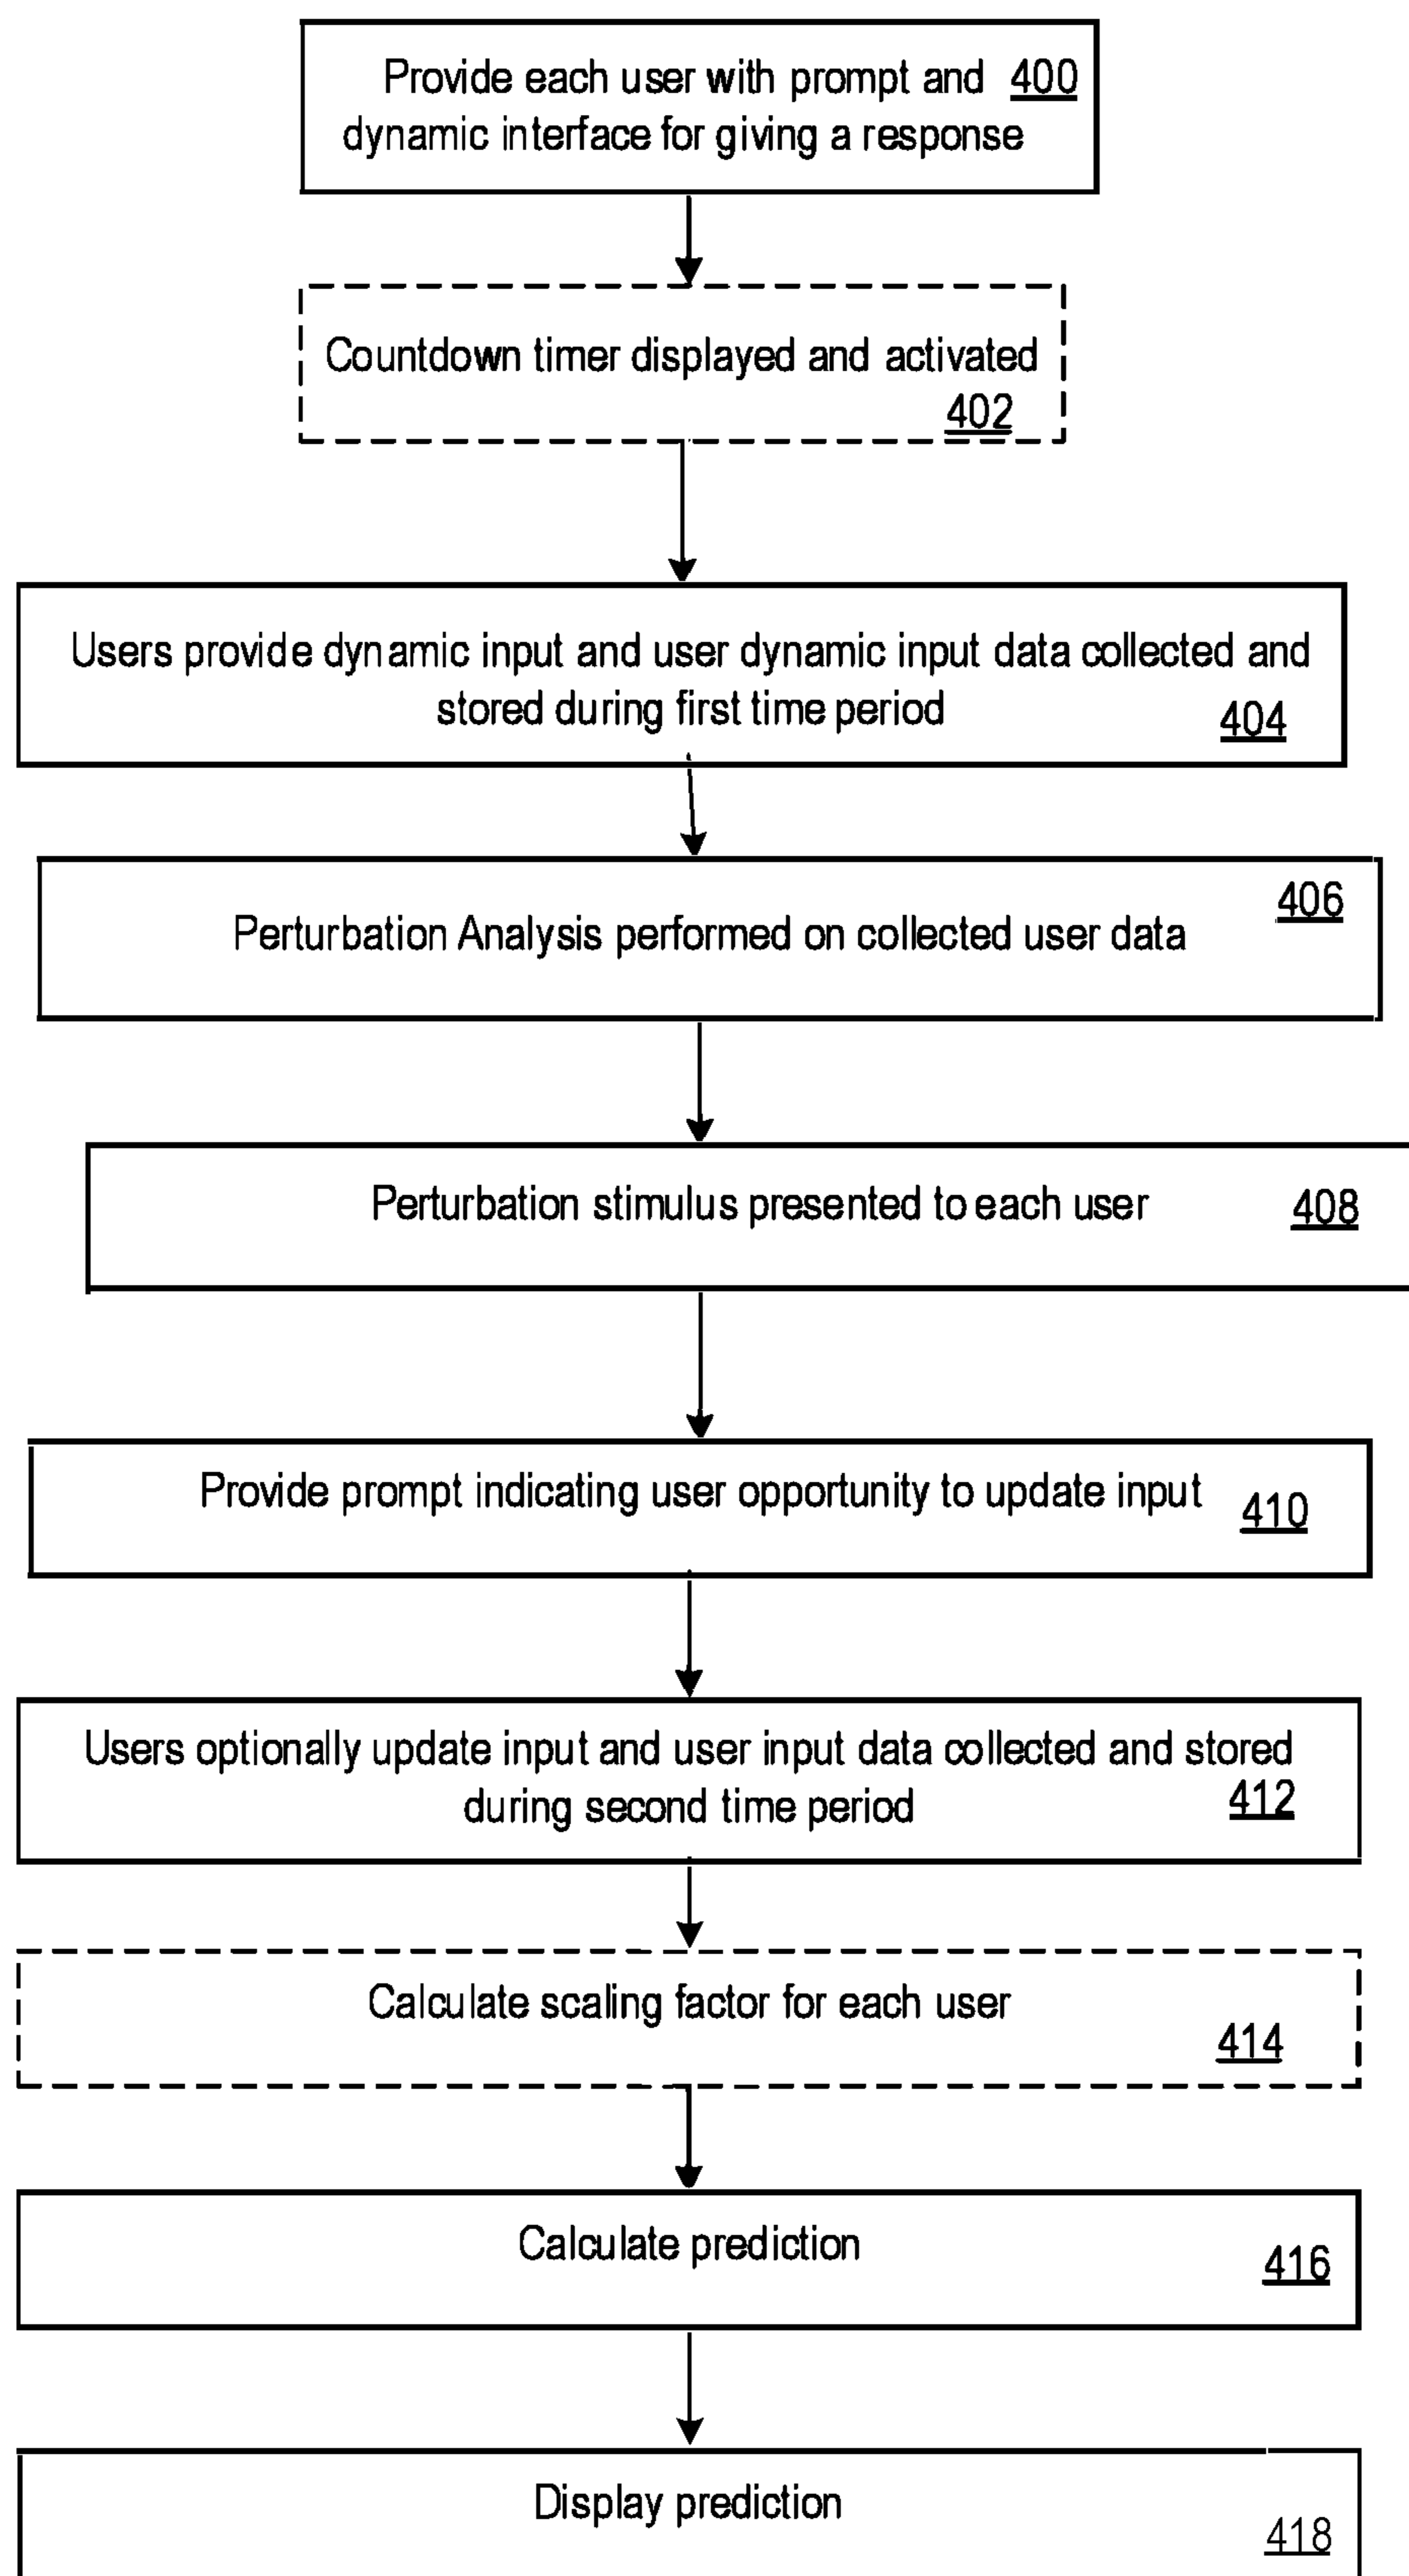 Provide each user with prompt and 400
dynamic interface for giving a response
Countdown timer displayed and activated
402
Users provide dynamic input and user dynamic input data collected and
stored during first time period 404
406
Perturbation Analysis performed on collected user data
Perturbation stimulus presented to each user 408
Provide prompt indicating user opportunity to update input 410
Users optionally update input and user input data collected and stored
during second time period 412
Calculate scaling factor for each user
414
Calculate prediction 416
Display prediction
418